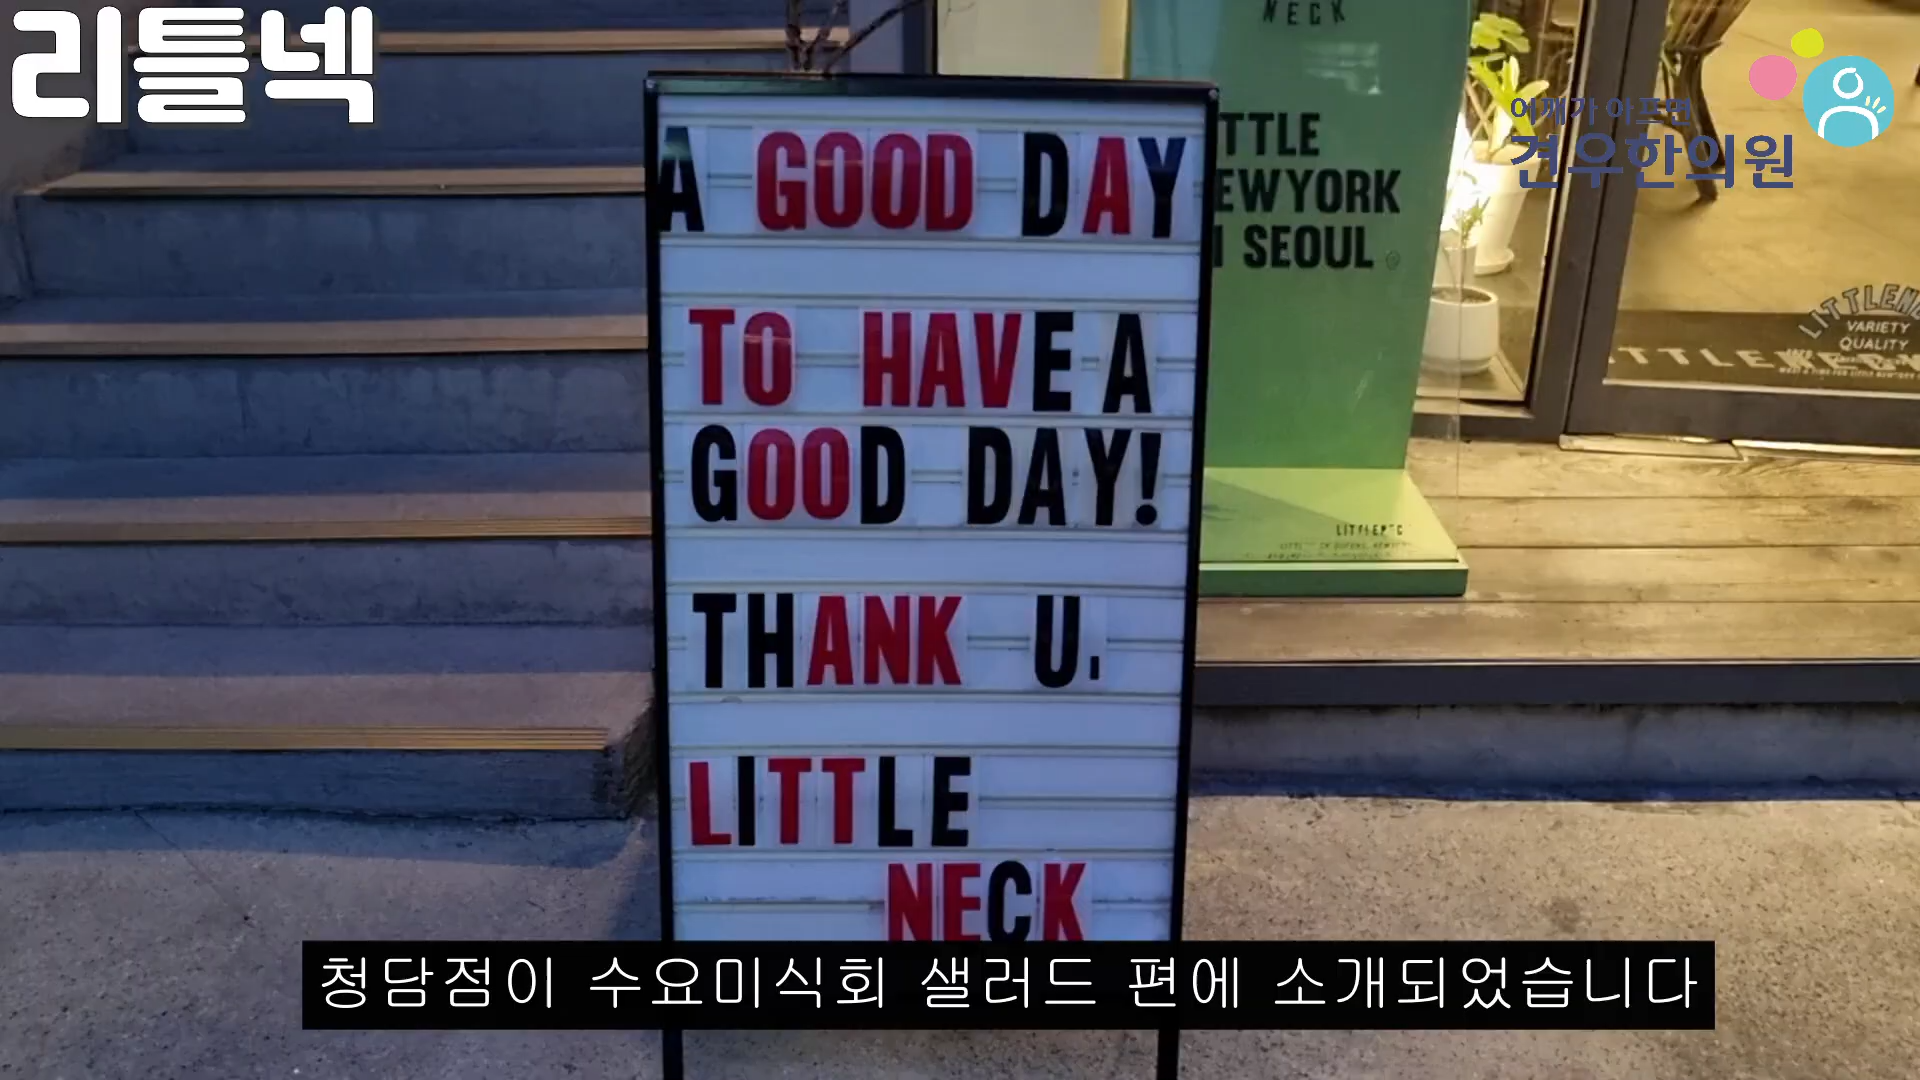 리틀넥
어깨가 아프면
견우한의원
A GOOD DAY
TO HAVE A
GOOD DAY!
THANK U,
LITTLE
NECK
NECK
TTLE
EWYORK
SEOUL
LITTLE
VARIETY
QUALITY
청담점이 수요미식회 샐러드 편에 소개되었습니다